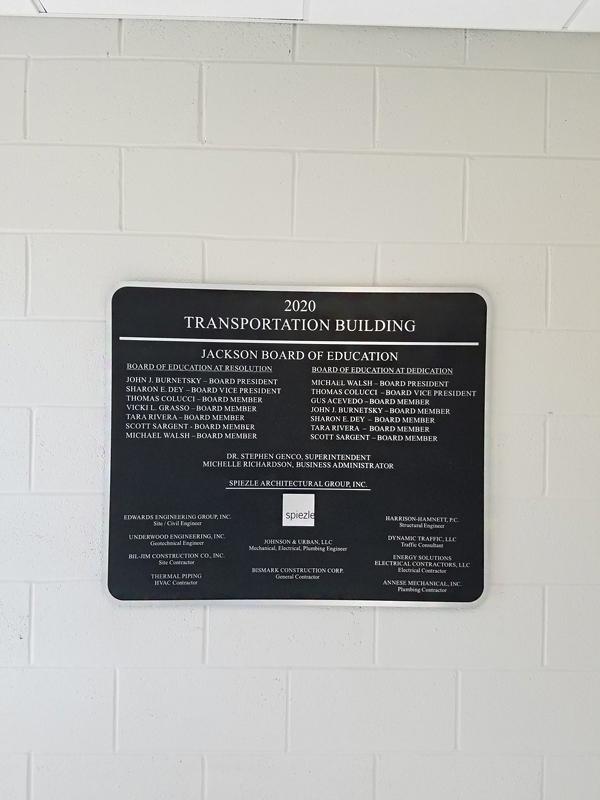 2020
TRANSPORTATION BUILDING
JACKSON BOARD OF EDUCATION
BOARD OF EDUCATION AT RESOLUTION
JOHN J. BURNETSKY – BOARD PRESIDENT
SHARON E. DEY – BOARD VICE PRESIDENT
THOMAS COLUCCI – BOARD MEMBER
VICKI L. GRASSO – BOARD MEMBER
TARA RIVERA – BOARD MEMBER
SCOTT SARGENT - BOARD MEMBER
MICHAEL WALSH – BOARD MEMBER
BOARD OF EDUCATION AT DEDICATION
MICHAEL WALSH – BOARD PRESIDENT
THOMAS COLUCCI – BOARD VICE PRESIDENT
GUS ACEVEDO – BOARD MEMBER
JOHN J. BURNETSKY – BOARD MEMBER
SHARON E. DEY – BOARD MEMBER
TARA RIVERA – BOARD MEMBER
SCOTT SARGENT – BOARD MEMBER
DR. STEPHEN GENCO, SUPERINTENDENT
MICHELLE RICHARDSON, BUSINESS ADMINISTRATOR
SPIEZLE ARCHITECTURAL GROUP, INC.
spiezle
EDWARDS ENGINEERING GROUP, INC.
Site / Civil Engineer
UNDERWOOD ENGINEERING, INC.
Geotechnical Engineer
BIL-JIM CONSTRUCTION CO., INC.
Site Contractor
THERMAL PIPING
HVAC Contractor
JOHNSON & URBAN, LLC
Mechanical, Electrical, Plumbing Engineer
BISMARK CONSTRUCTION CORP.
General Contractor
HARRISON-HAMNETT, P.C.
Structural Engineer
DYNAMIC TRAFFIC, LLC
Traffic Consultant
ENERGY SOLUTIONS
ELECTRICAL CONTRACTORS, LLC
Electrical Contractor
ANNESE MECHANICAL, INC.
Plumbing Contractor